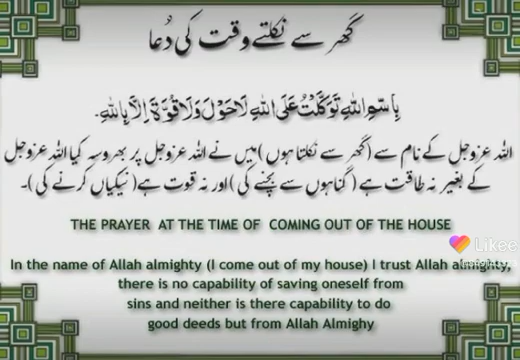 گھر سے نکلتے وقت کی دُعا
بِاسْمِ اللهِ تَوَكَّلْتُ عَلَى اللهِ لَاحَوْلَ وَلَا قُوَّةَ اِلَّا بِاللهِ.
اللہ عزوجل کے نام سے (گھر سے نکلتا ہوں) میں نے اللہ عزوجل پر بھروسہ کیا اللہ عزوجل
کے بغیر نہ طاقت ہے (گناہوں سے بچنے کی) اور نہ قوت ہے (نیکیاں کرنے کی)۔
THE PRAYER AT THE TIME OF COMING OUT OF THE HOUSE
Likee
In the name of Allah almighty (I come out of my house) I trust Allah almighty,
there is no capability of saving oneself from
sins and neither is there capability to do
good deeds but from Allah Almighy